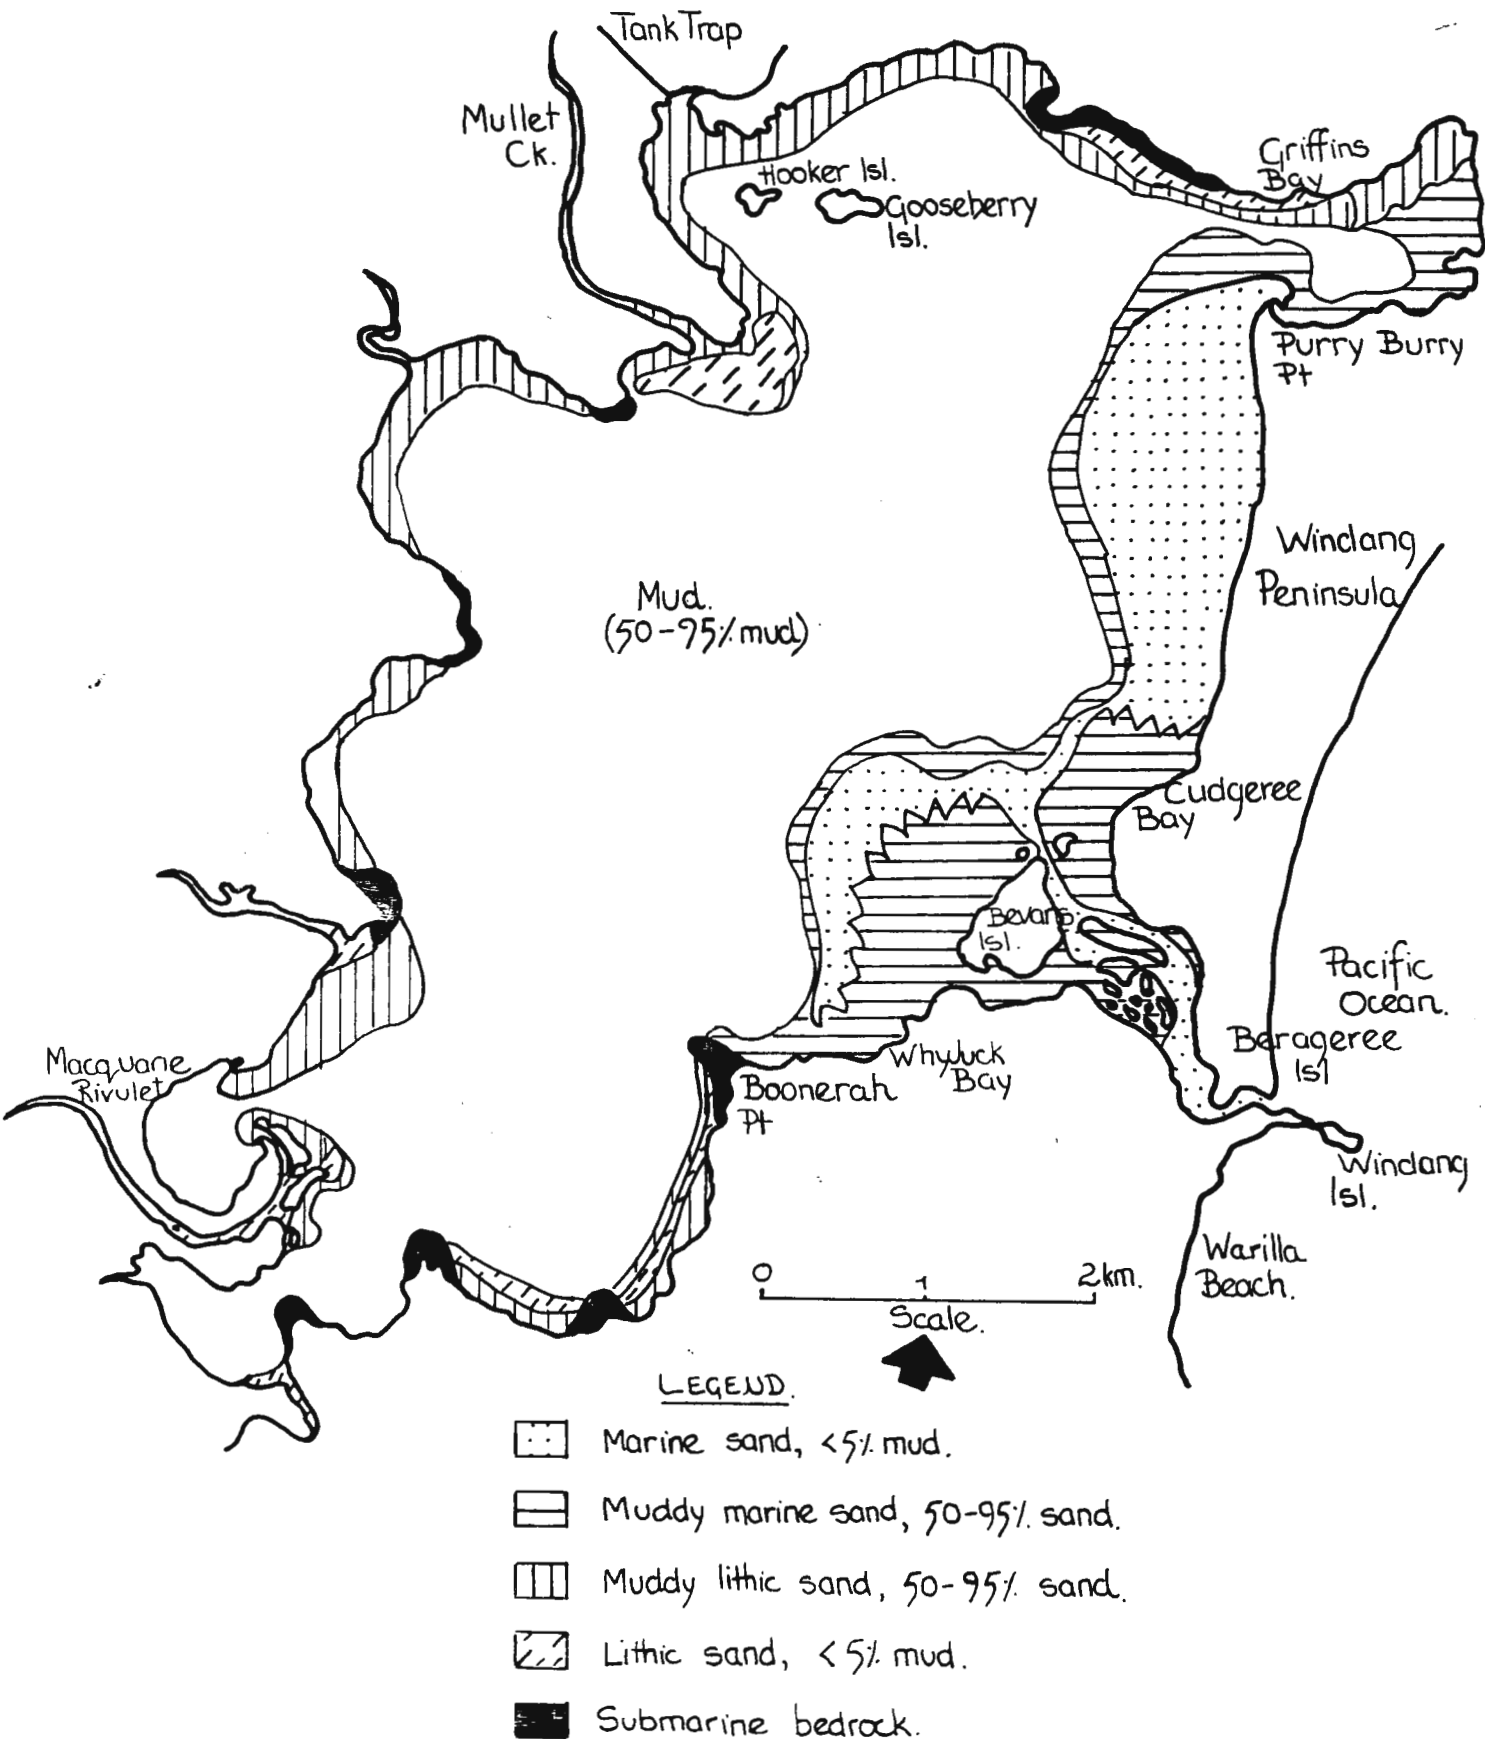 Tank Trap
Mullet
Ck.
Hooker Isl.
Gooseberry
Isl.
Griffins
Bay
Purry Burry
Pt
Windang
Peninsula
Mud.
(50-95% mud)
Cudgeree
Bay
Bevans
Isl.
Pacific
Ocean.
Berageree
Isl
Macquarie
Rivulet
Whyjuck
Bay
Boonerah
Pt
Windang
Isl.
Warilla
Beach.
0 1 2km.
Scale.
LEGEND.
Marine sand, <5% mud.
Muddy marine sand, 50-95% sand.
Muddy lithic sand, 50-95% sand.
Lithic sand, <5% mud.
Submarine bedrock.